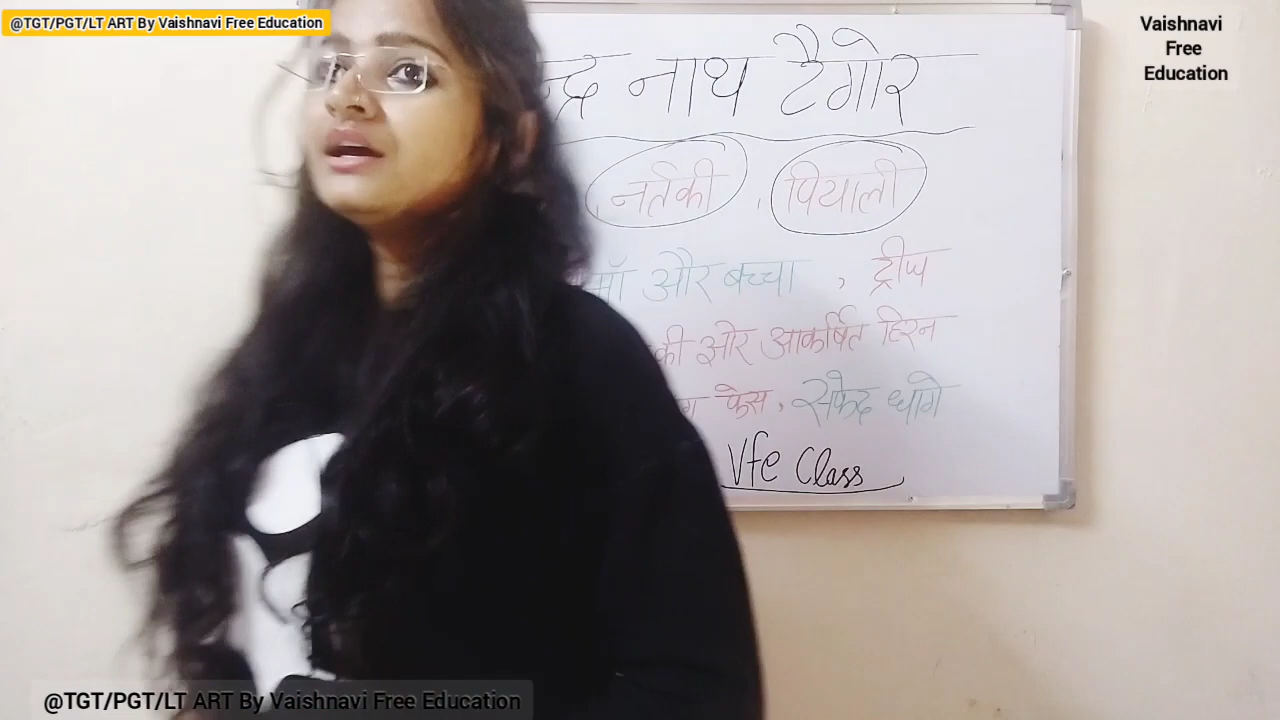 @TGT/PGT/LT ART By Vaishnavi Free Education
Vaishnavi
Free
Education
न्द्र नाथ टैगोर
नर्तकी, पियाली
माँ और बच्चा, ट्रीप
की ओर आकर्षित हिरन
फेस, सफेद धागे
Vfe Class
@TGT/PGT/LT ART By Vaishnavi Free Education